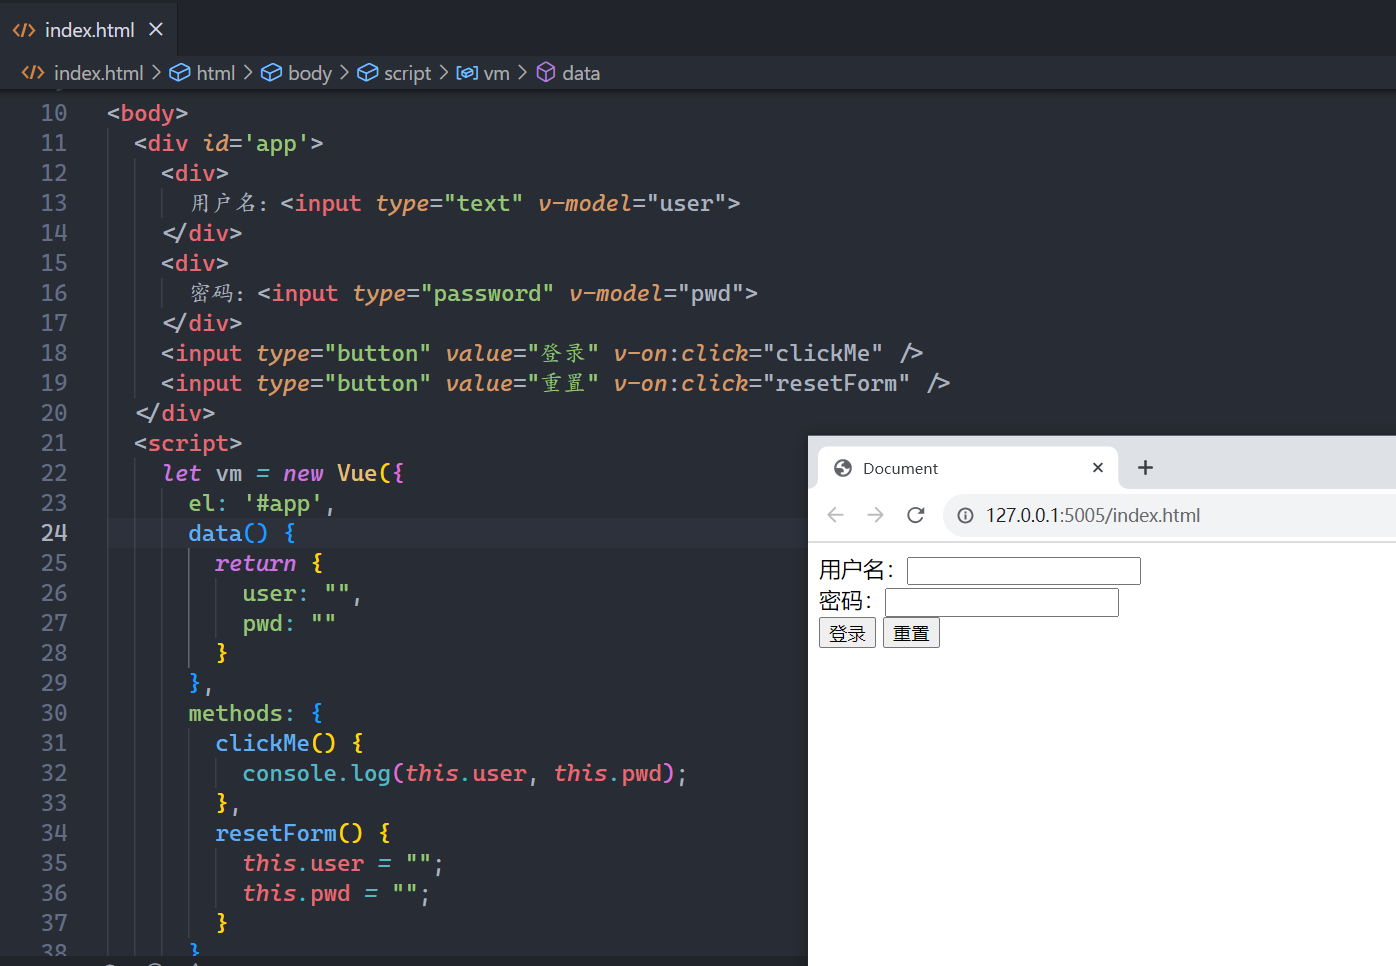 index.html
index.html > html > body > script > vm > data
10 <body>
11 <div id='app'>
12 <div>
13 用户名：<input type="text" v-model="user">
14 </div>
15 <div>
16 密码：<input type="password" v-model="pwd">
17 </div>
18 <input type="button" value="登录" v-on:click="clickMe" />
19 <input type="button" value="重置" v-on:click="resetForm" />
20 </div>
21 <script>
22 let vm = new Vue({
23 el: '#app',
24 data() {
25 return {
26 user: "",
27 pwd: ""
28 }
29 },
30 methods: {
31 clickMe() {
32 console.log(this.user, this.pwd);
33 },
34 resetForm() {
35 this.user = "";
36 this.pwd = "";
37 }
38 }
Document
127.0.0.1:5005/index.html
用户名：
密码：
登录 重置